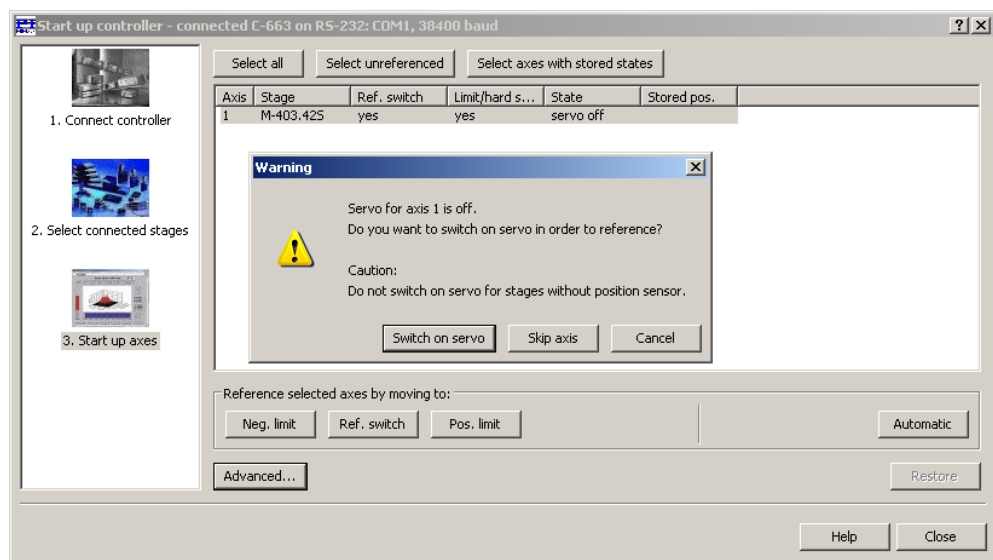 Start up controller - connected C-663 on RS-232: COM1, 38400 baud
1. Connect controller
2. Select connected stages
3. Start up axes
Select all Select unreferenced Select axes with stored states
Axis Stage Ref. switch Limit/hard s... State Stored pos.
1 M-403.42S yes yes servo off
Warning
Servo for axis 1 is off.
Do you want to switch on servo in order to reference?
Caution:
Do not switch on servo for stages without position sensor.
Switch on servo Skip axis Cancel
Reference selected axes by moving to:
Neg. limit Ref. switch Pos. limit Automatic
Advanced... Restore
Help Close